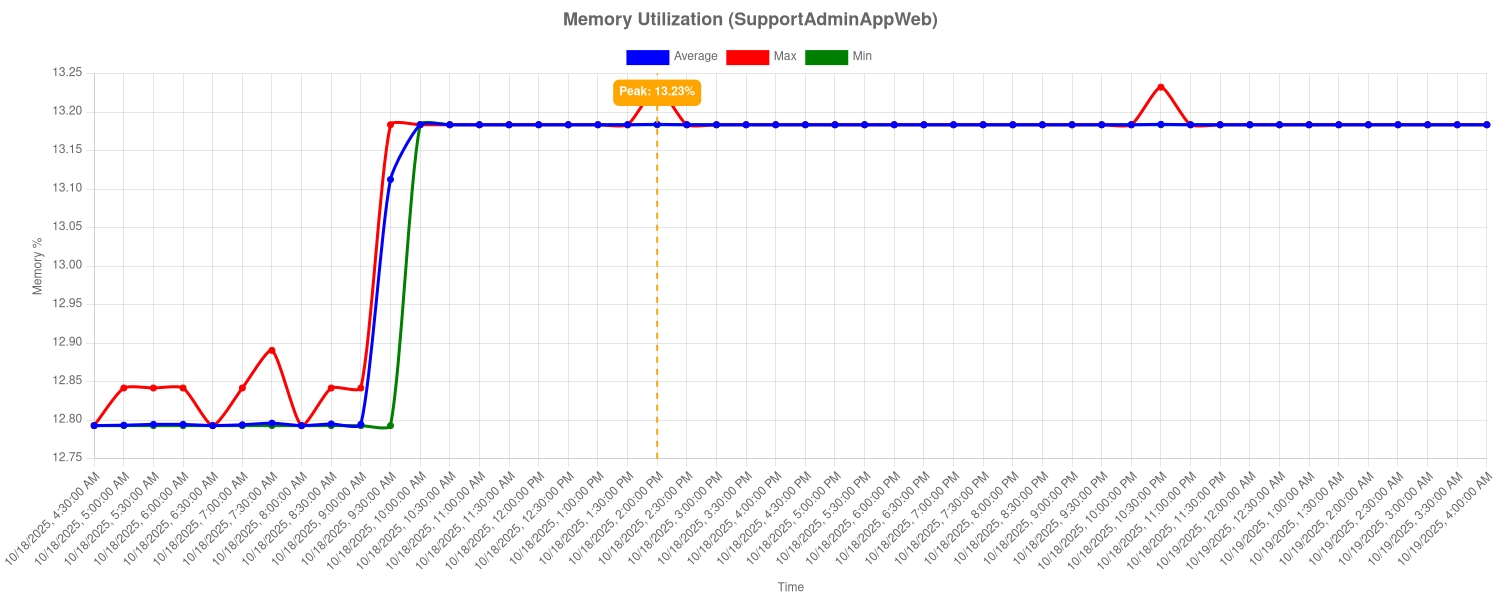 Memory Utilization (SupportAdminAppWeb)
Average Max Min
Peak: 13.23%
13.25
13.20
13.15
13.10
13.05
13.00
12.95
12.90
12.85
12.80
12.75
Memory %
10/18/2025, 4:30:00 AM
10/18/2025, 5:00:00 AM
10/18/2025, 5:30:00 AM
10/18/2025, 6:00:00 AM
10/18/2025, 6:30:00 AM
10/18/2025, 7:00:00 AM
10/18/2025, 7:30:00 AM
10/18/2025, 8:00:00 AM
10/18/2025, 8:30:00 AM
10/18/2025, 9:00:00 AM
10/18/2025, 9:30:00 AM
10/18/2025, 10:00:00 AM
10/18/2025, 10:30:00 AM
10/18/2025, 11:00:00 AM
10/18/2025, 11:30:00 AM
10/18/2025, 12:00:00 PM
10/18/2025, 12:30:00 PM
10/18/2025, 1:00:00 PM
10/18/2025, 1:30:00 PM
10/18/2025, 2:00:00 PM
10/18/2025, 2:30:00 PM
10/18/2025, 3:00:00 PM
10/18/2025, 3:30:00 PM
10/18/2025, 4:00:00 PM
10/18/2025, 4:30:00 PM
10/18/2025, 5:00:00 PM
10/18/2025, 5:30:00 PM
10/18/2025, 6:00:00 PM
10/18/2025, 6:30:00 PM
10/18/2025, 7:00:00 PM
10/18/2025, 7:30:00 PM
10/18/2025, 8:00:00 PM
10/18/2025, 8:30:00 PM
10/18/2025, 9:00:00 PM
10/18/2025, 9:30:00 PM
10/18/2025, 10:00:00 PM
10/18/2025, 10:30:00 PM
10/18/2025, 11:00:00 PM
10/18/2025, 11:30:00 PM
10/19/2025, 12:00:00 AM
10/19/2025, 12:30:00 AM
10/19/2025, 1:00:00 AM
10/19/2025, 1:30:00 AM
10/19/2025, 2:00:00 AM
10/19/2025, 2:30:00 AM
10/19/2025, 3:00:00 AM
10/19/2025, 3:30:00 AM
10/19/2025, 4:00:00 AM
Time